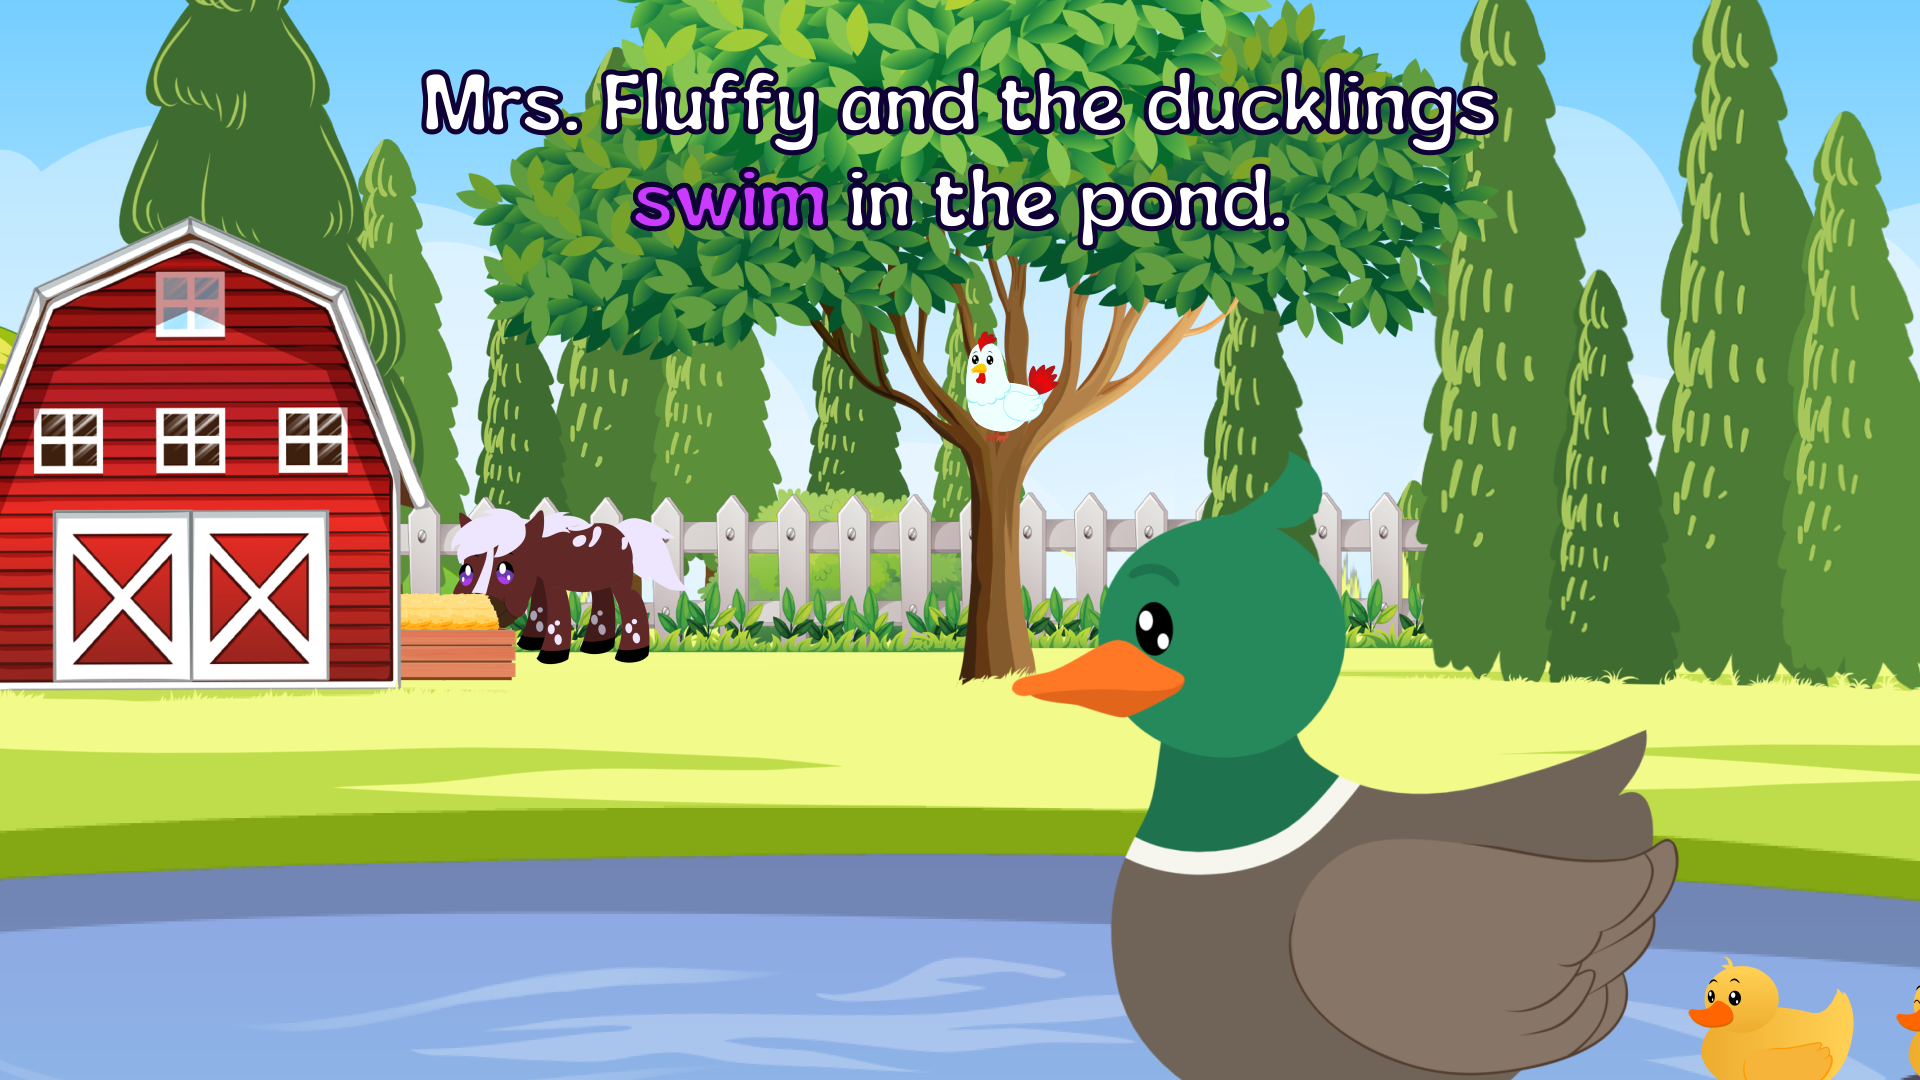 Mrs. Fluffy and the ducklings
swim in the pond.